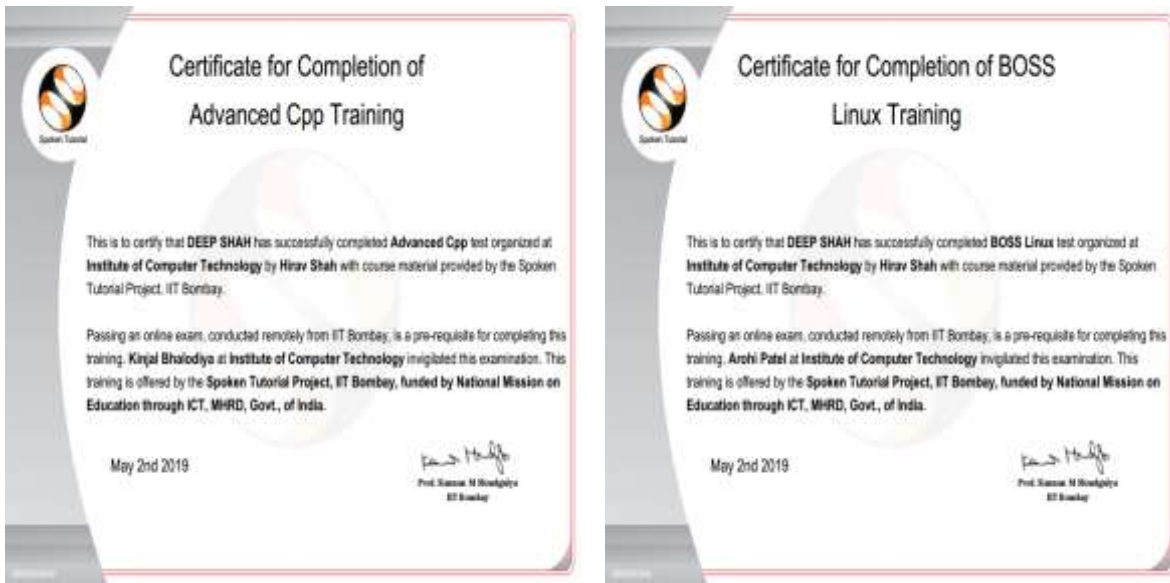 Spoken Tutorial
Certificate for Completion of
Advanced Cpp Training
This is to certify that DEEP SHAH has successfully completed Advanced Cpp test organized at
Institute of Computer Technology by Hirav Shah with course material provided by the Spoken
Tutorial Project, IIT Bombay.
Passing an online exam, conducted remotely from IIT Bombay, is a pre-requisite for completing this
training. Kinjal Bhalodiya at Institute of Computer Technology invigilated this examination. This
training is offered by the Spoken Tutorial Project, IIT Bombay, funded by National Mission on
Education through ICT, MHRD, Govt., of India.
May 2nd 2019
Prof. Kannan M Moudgalya
IIT Bombay
Spoken Tutorial
Certificate for Completion of BOSS
Linux Training
This is to certify that DEEP SHAH has successfully completed BOSS Linux test organized at
Institute of Computer Technology by Hirav Shah with course material provided by the Spoken
Tutorial Project, IIT Bombay.
Passing an online exam, conducted remotely from IIT Bombay, is a pre-requisite for completing this
training. Arohi Patel at Institute of Computer Technology invigilated this examination. This
training is offered by the Spoken Tutorial Project, IIT Bombay, funded by National Mission on
Education through ICT, MHRD, Govt., of India.
May 2nd 2019
Prof. Kannan M Moudgalya
IIT Bombay